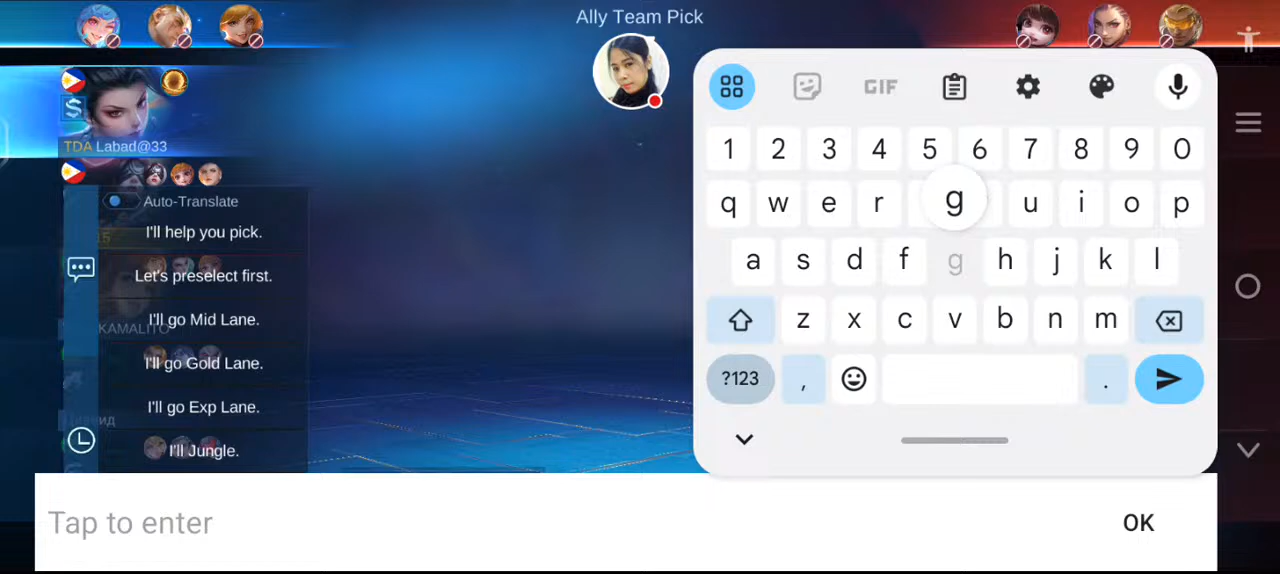 Ally Team Pick
TDA Labad@33
Auto-Translate
15
I'll help you pick.
Let's preselect first.
I'll go Mid Lane.
KAMALITO
I'll go Gold Lane.
I'll go Exp Lane.
I'll Jungle.
GIF
1 2 3 4 5 6 7 8 9 0
q w e r g u i o p
a s d f g h j k l
z x c v b n m
?123 , .
Tap to enter
OK